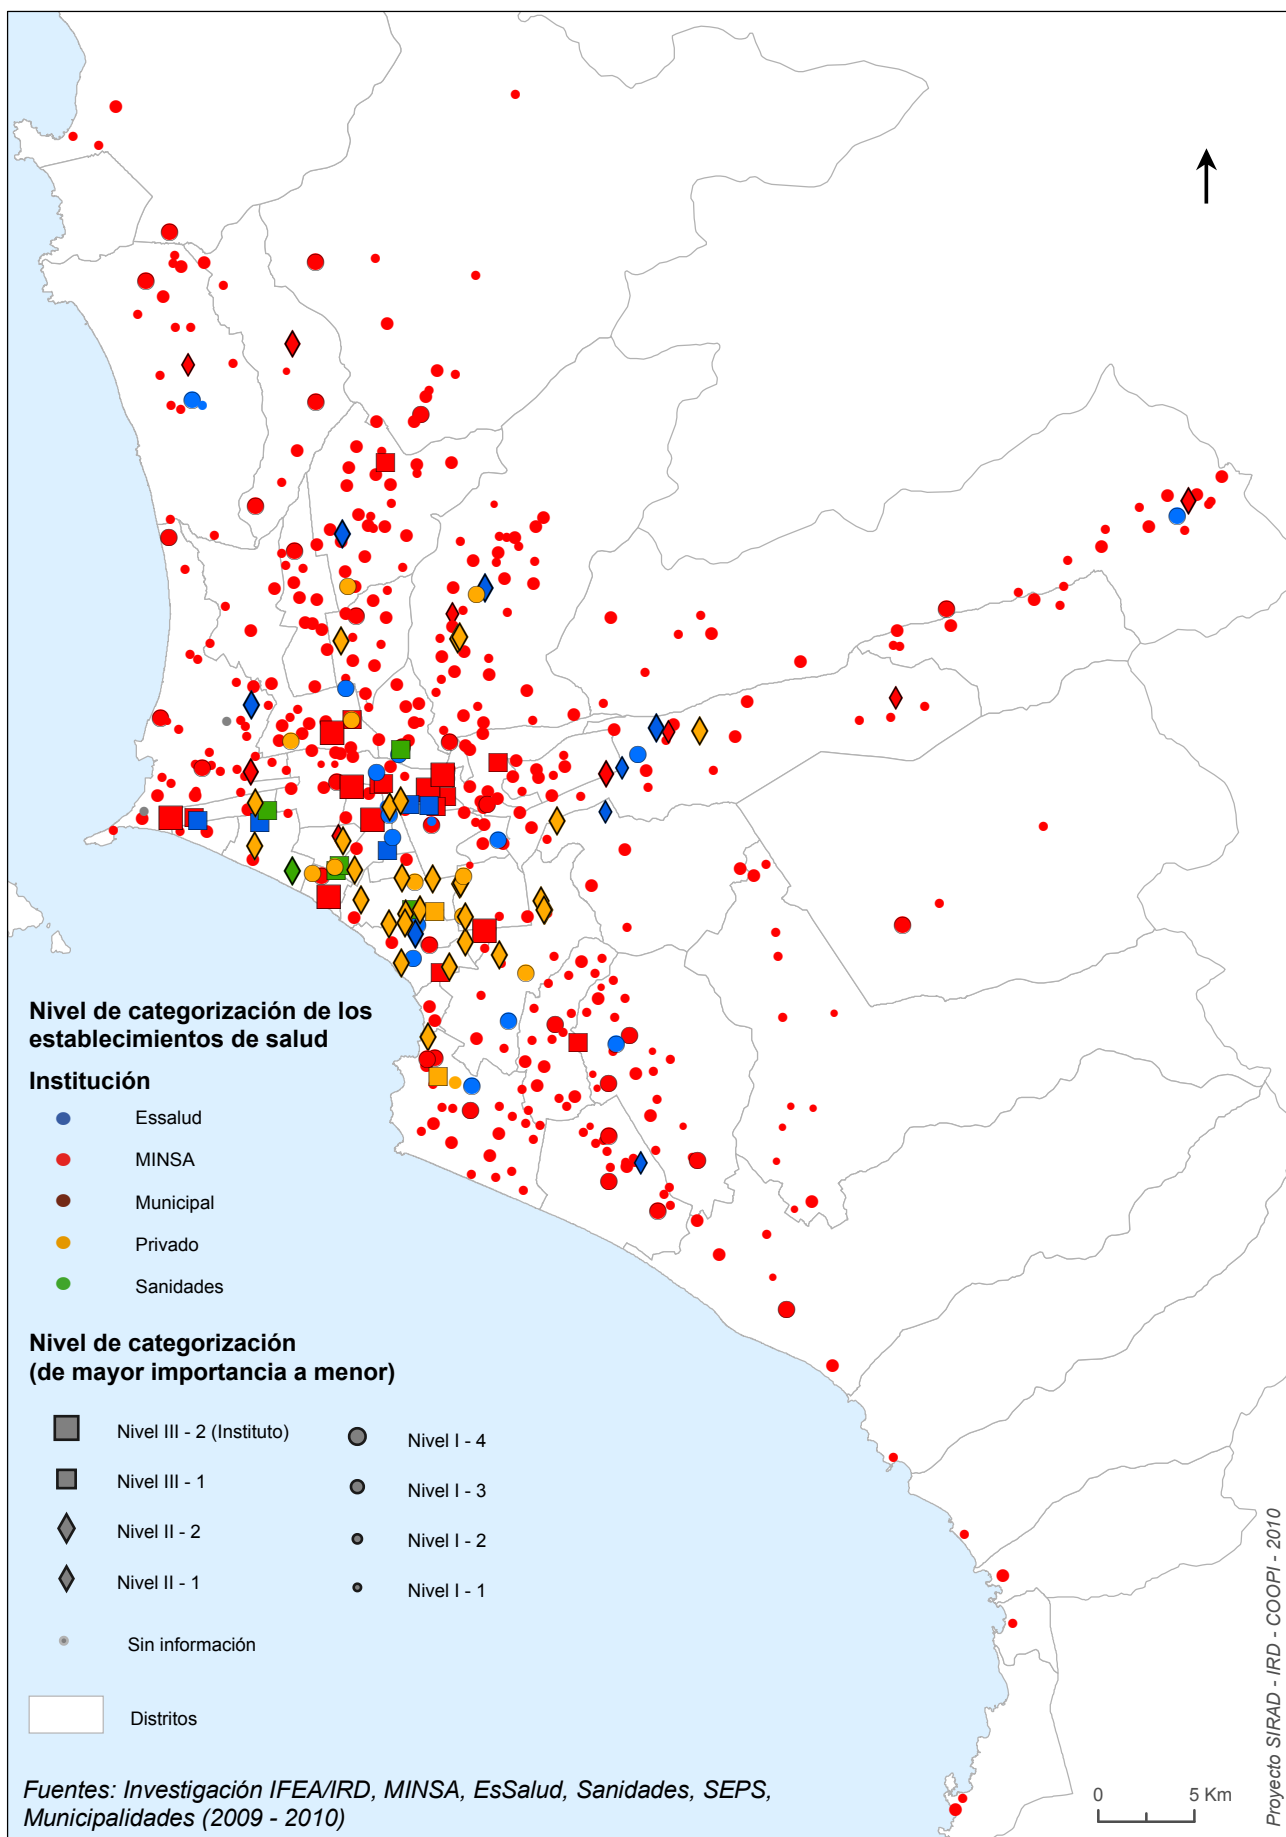 Nivel de categorización de los
establecimientos de salud
Institución
Essalud
MINSA
Municipal
Privado
Sanidades
Nivel de categorización
(de mayor importancia a menor)
Nivel III - 2 (Instituto)
Nivel III - 1
Nivel II - 2
Nivel II - 1
Nivel I - 4
Nivel I - 3
Nivel I - 2
Nivel I - 1
Sin información
Distritos
Fuentes: Investigación IFEA/IRD, MINSA, EsSalud, Sanidades, SEPS,
Municipalidades (2009 - 2010)
0 5 Km
Proyecto SIRAD - IRD - COOPI - 2010